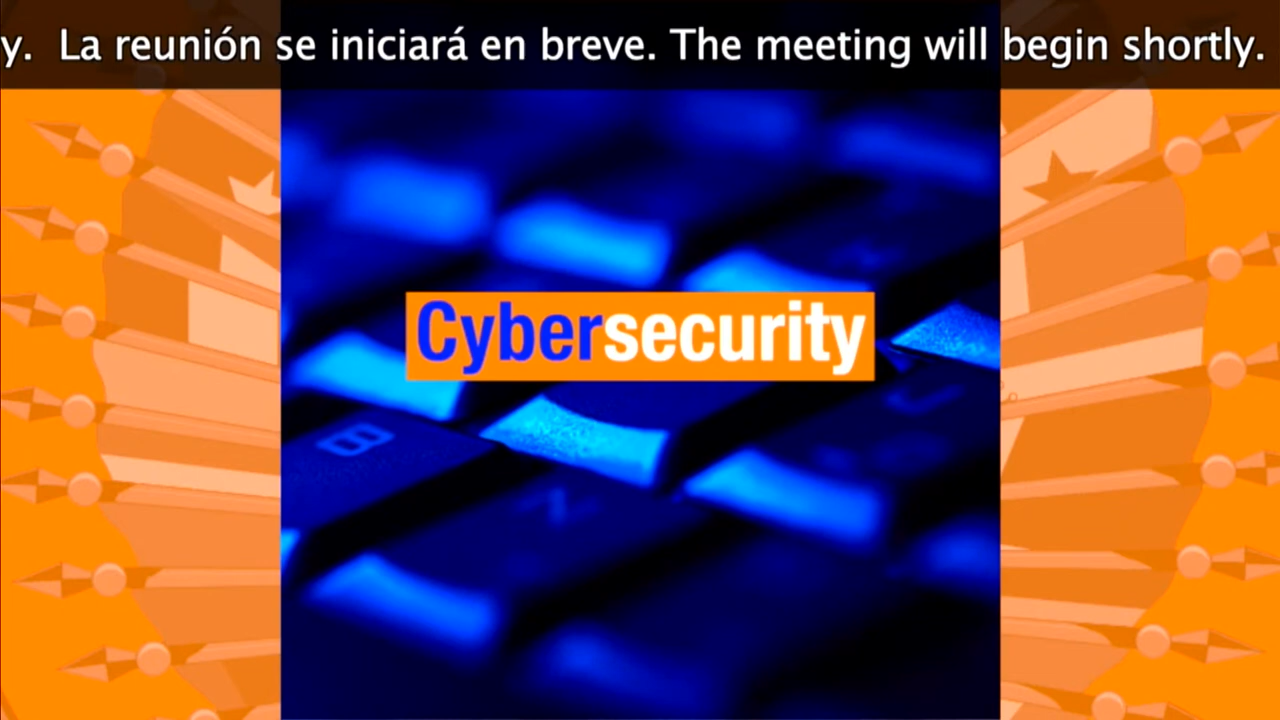 y. La reunión se iniciará en breve. The meeting will begin shortly.
Cybersecurity
B
N
J